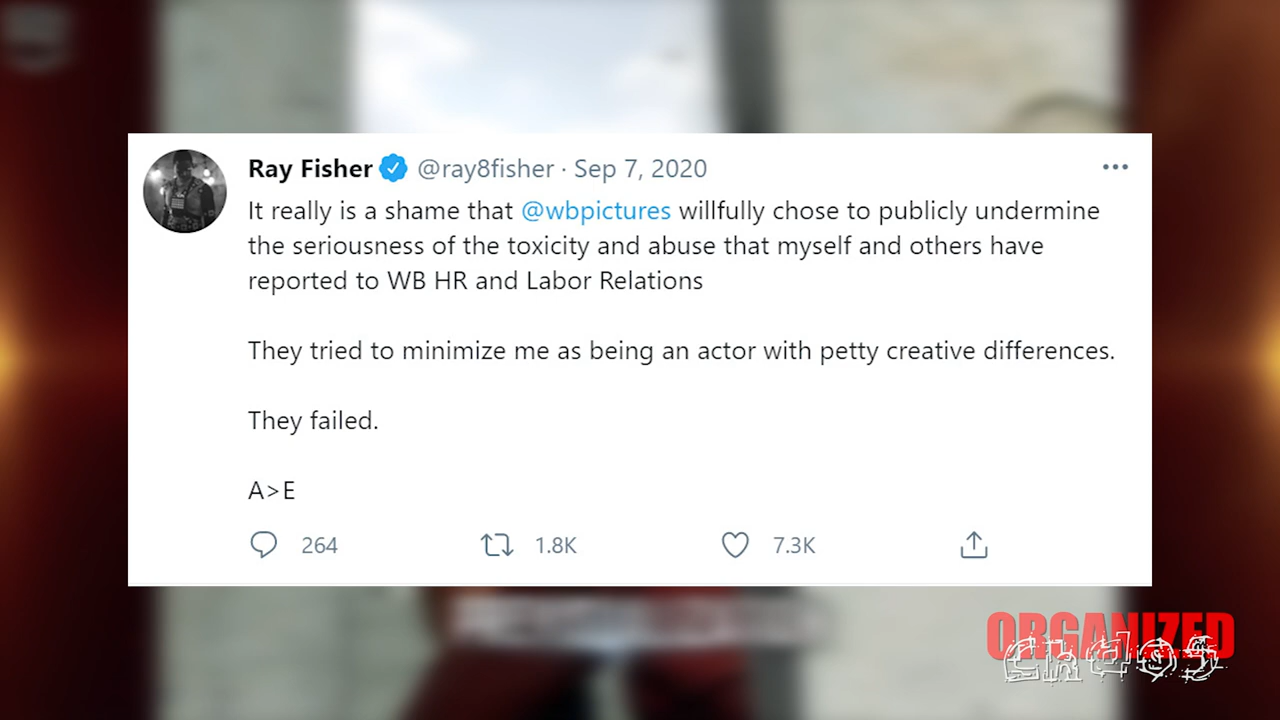 Ray Fisher @ray8fisher · Sep 7, 2020
It really is a shame that @wbpictures willfully chose to publicly undermine
the seriousness of the toxicity and abuse that myself and others have
reported to WB HR and Labor Relations
They tried to minimize me as being an actor with petty creative differences.
They failed.
A>E
264 1.8K 7.3K
ORGANIZED
CHAOS